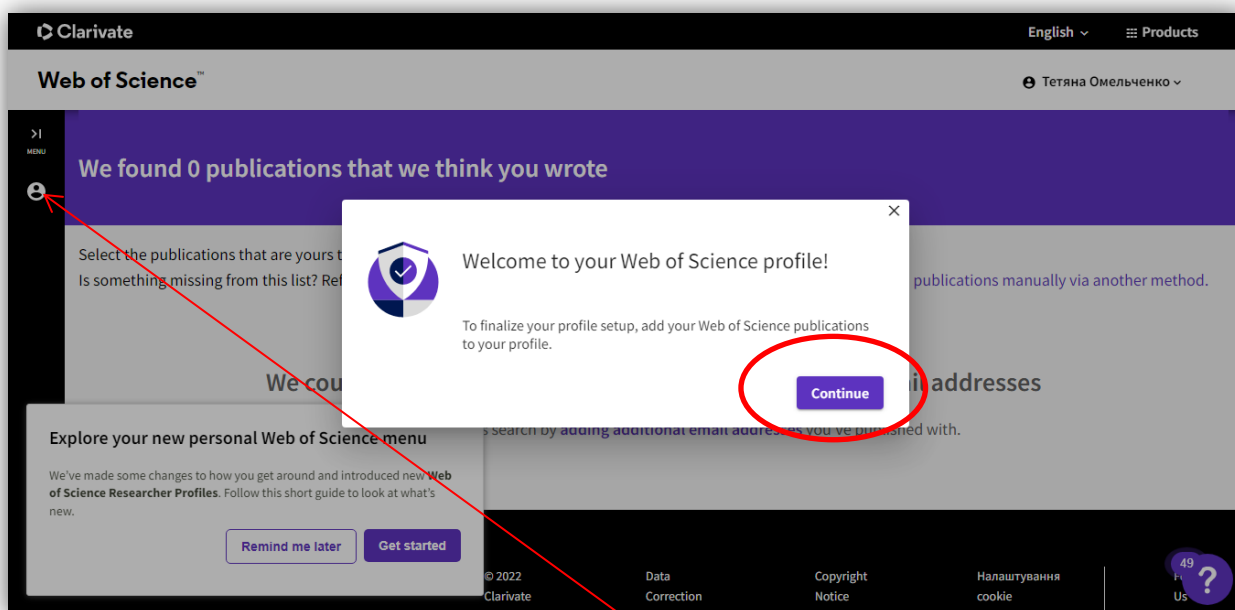 Clarivate
English
Products
Web of Science™
Тетяна Омельченко
MENU
We found 0 publications that we think you wrote
Select the publications that are yours t
Is something missing from this list? Ref
publications manually via another method.
Welcome to your Web of Science profile!
To finalize your profile setup, add your Web of Science publications
to your profile.
Continue
We cou
addresses
s search by adding additional email addresses you've published with.
Explore your new personal Web of Science menu
We've made some changes to how you get around and introduced new Web
of Science Researcher Profiles. Follow this short guide to look at what's
new.
Remind me later
Get started
© 2022
Clarivate
Data
Correction
Copyright
Notice
Налаштування
cookie
Us
49
?